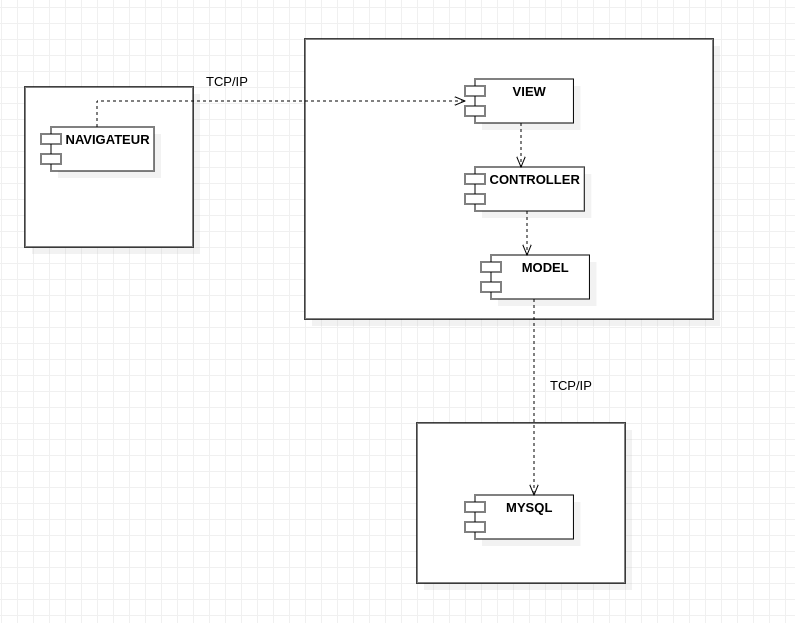 TCP/IP
NAVIGATEUR
VIEW
CONTROLLER
MODEL
TCP/IP
MYSQL